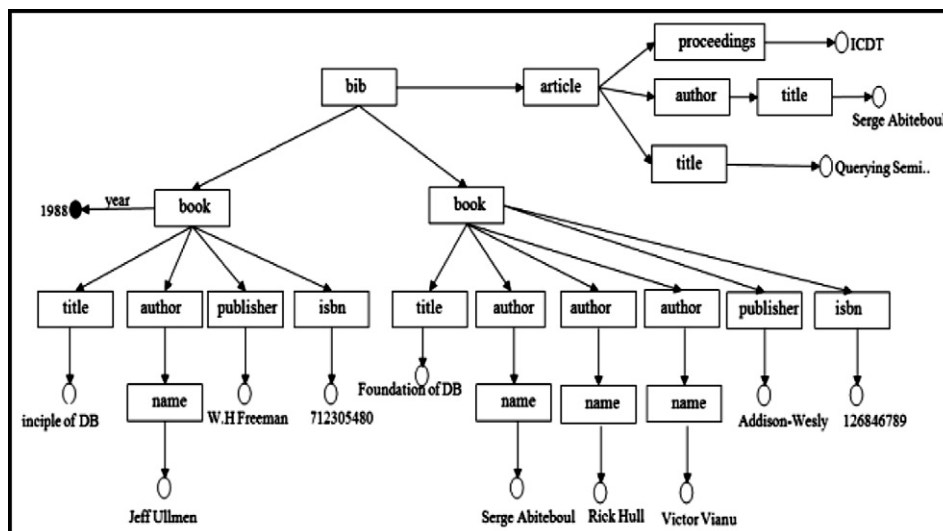 proceedings
ICDT
bib
article
author
title
Serge Abiteboul
title
Querying Semi..
1988
year
book
book
title
author
publisher
isbn
title
author
author
author
publisher
isbn
name
Foundation of DB
name
name
name
inciple of DB
W.H Freeman
712305480
Addison-Wesly
126846789
Jeff Ullmen
Serge Abiteboul
Rick Hull
Victor Vianu